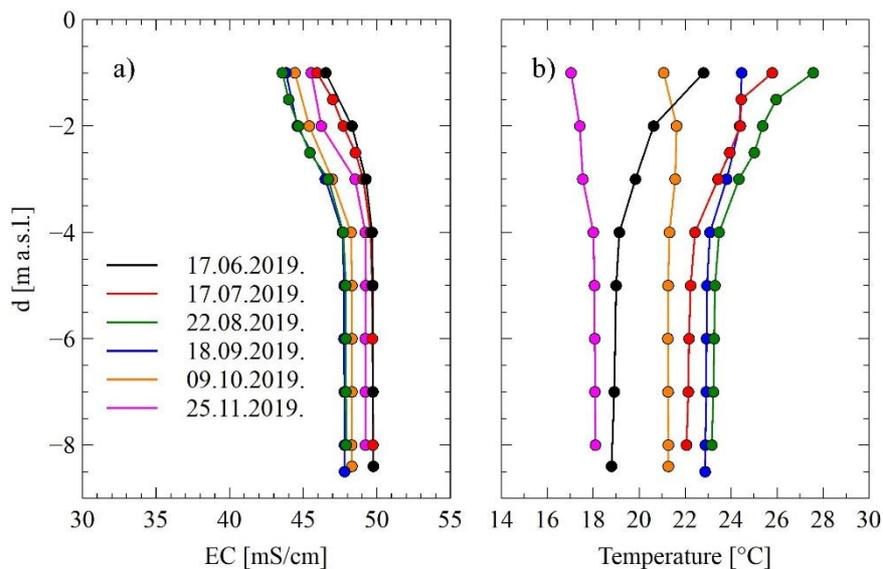 0
−2
−4
−6
−8
d [m a.s.l.]
a)
17.06.2019.
17.07.2019.
22.08.2019.
18.09.2019.
09.10.2019.
25.11.2019.
30 35 40 45 50 55
EC [mS/cm]
b)
14 16 18 20 22 24 26 28 30
Temperature [°C]